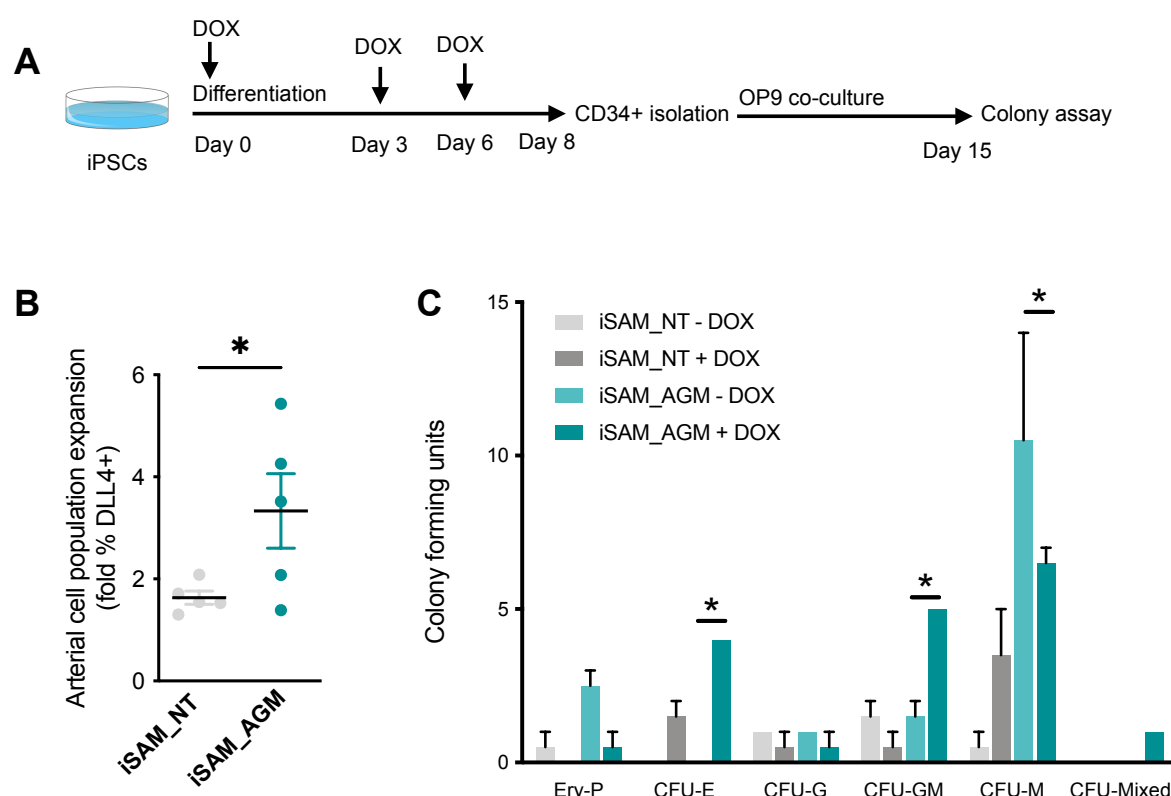 A
DOX
DOX
DOX
Differentiation
CD34+ isolation
OP9 co-culture
Colony assay
iPSCs
Day 0
Day 3
Day 6
Day 8
Day 15
B
*
Arterial cell population expansion
(fold % DLL4+)
6
4
2
0
iSAM_NT
iSAM_AGM
C
Colony forming units
15
10
5
0
iSAM_NT - DOX
iSAM_NT + DOX
iSAM_AGM - DOX
iSAM_AGM + DOX
*
*
*
Ery-P
CFU-E
CFU-G
CFU-GM
CFU-M
CFU-Mixed